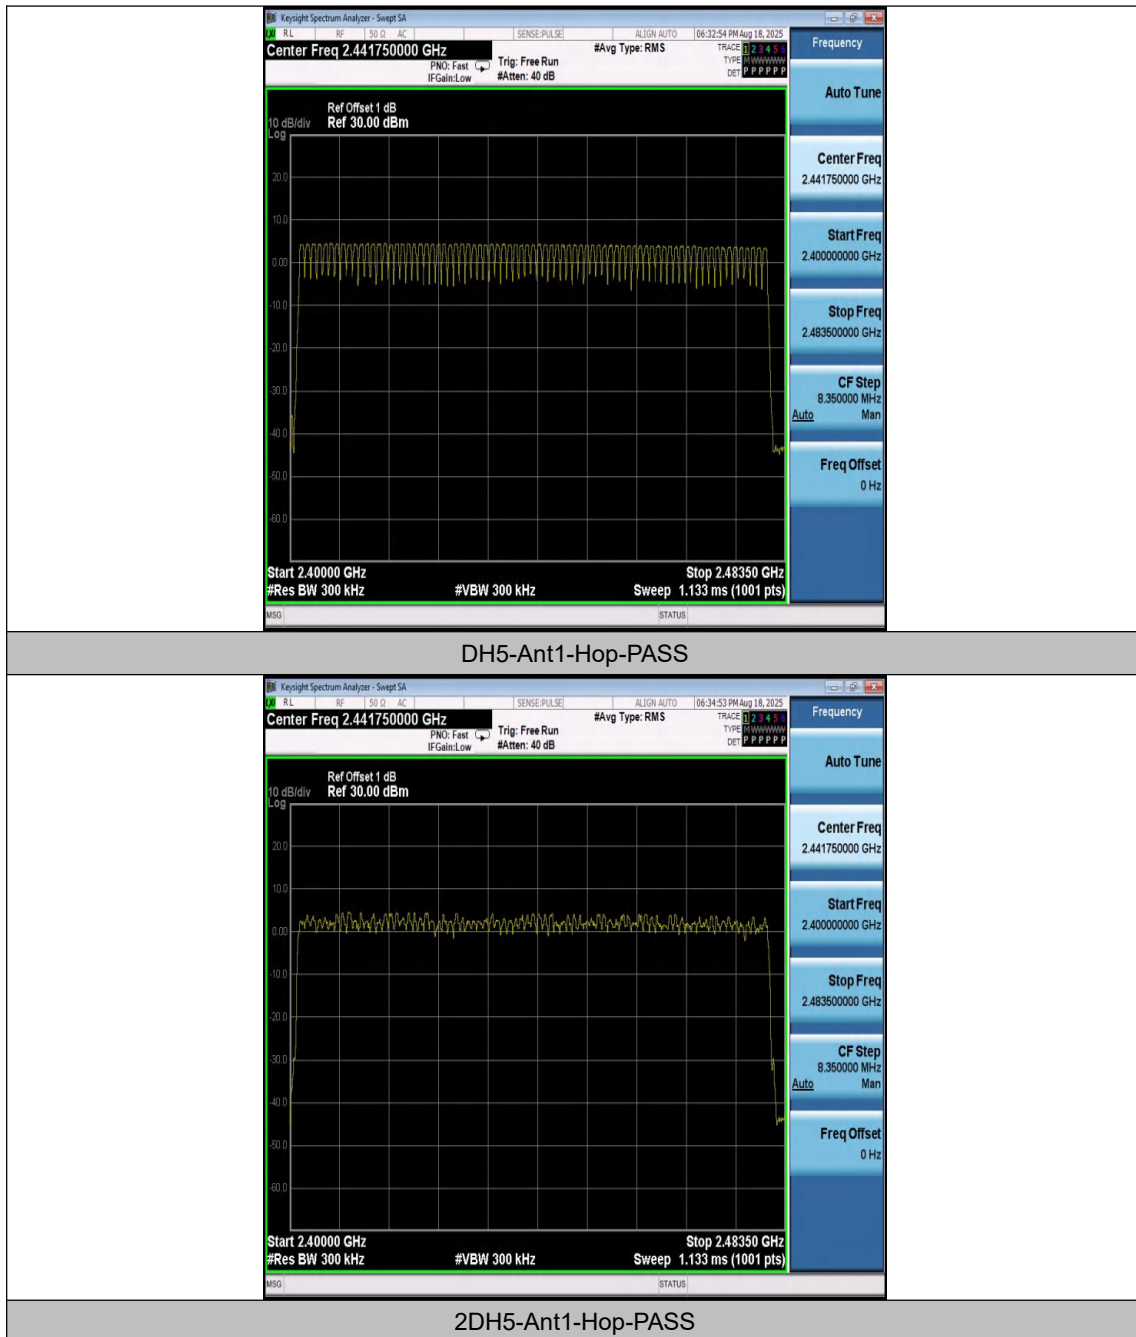 Keysight Spectrum Analyzer - Swept SA
RL RF 50 Ω AC SENSE:PULSE ALIGN AUTO 06:32:54 PM Aug 18, 2025
Center Freq 2.441750000 GHz
PNO: Fast
IFGain:Low
Trig: Free Run
#Atten: 40 dB
#Avg Type: RMS
TRACE 1 2 3 4 5 6
TYPE M WWWWW
DET P P P P P P
Ref Offset 1 dB
10 dB/div Ref 30.00 dBm
Log
20.0
10.0
0.00
-10.0
-20.0
-30.0
-40.0
-50.0
-60.0
Start 2.40000 GHz Stop 2.48350 GHz
#Res BW 300 kHz #VBW 300 kHz Sweep 1.133 ms (1001 pts)
MSG STATUS
Frequency
Auto Tune
Center Freq
2.441750000 GHz
Start Freq
2.400000000 GHz
Stop Freq
2.483500000 GHz
CF Step
8.350000 MHz
Auto Man
Freq Offset
0 Hz
DH5-Ant1-Hop-PASS
Keysight Spectrum Analyzer - Swept SA
RL RF 50 Ω AC SENSE:PULSE ALIGN AUTO 06:34:53 PM Aug 18, 2025
Center Freq 2.441750000 GHz
PNO: Fast
IFGain:Low
Trig: Free Run
#Atten: 40 dB
#Avg Type: RMS
TRACE 1 2 3 4 5 6
TYPE M WWWWW
DET P P P P P P
Ref Offset 1 dB
10 dB/div Ref 30.00 dBm
Log
20.0
10.0
0.00
-10.0
-20.0
-30.0
-40.0
-50.0
-60.0
Start 2.40000 GHz Stop 2.48350 GHz
#Res BW 300 kHz #VBW 300 kHz Sweep 1.133 ms (1001 pts)
MSG STATUS
Frequency
Auto Tune
Center Freq
2.441750000 GHz
Start Freq
2.400000000 GHz
Stop Freq
2.483500000 GHz
CF Step
8.350000 MHz
Auto Man
Freq Offset
0 Hz
2DH5-Ant1-Hop-PASS